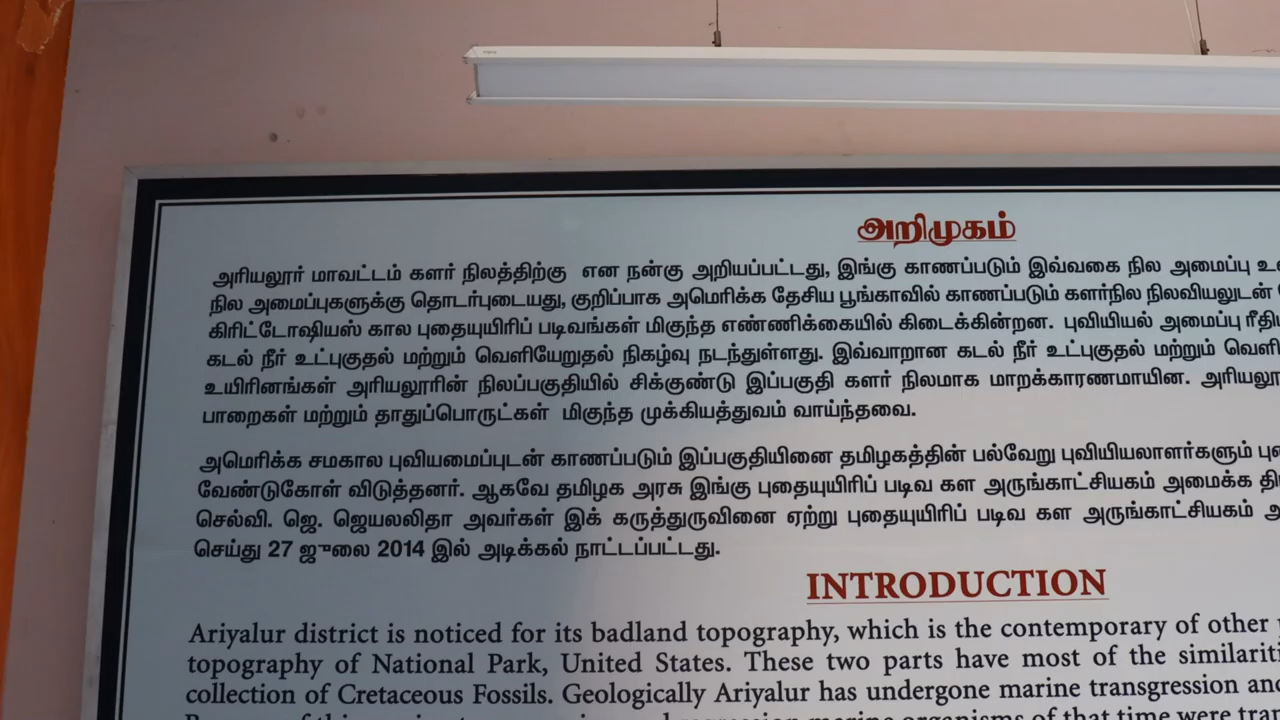 அறிமுகம்
அரியலூர் மாவட்டம் களர் நிலத்திற்கு என நன்கு அறியப்பட்டது, இங்கு காணப்படும் இவ்வகை நில அமைப்பு
நில அமைப்புகளுக்கு தொடர்புடையது, குறிப்பாக அமெரிக்க தேசிய பூங்காவில் காணப்படும் களர்நில நிலவியலுடன்
கிரிட்டோஷியஸ் கால புதையுயிரிப் படிவங்கள் மிகுந்த எண்ணிக்கையில் கிடைக்கின்றன. புவியியல் அமைப்பு
கடல் நீர் உட்புகுதல் மற்றும் வெளியேறுதல் நிகழ்வு நடந்துள்ளது. இவ்வாறான கடல் நீர் உட்புகுதல் மற்றும்
உயிரினங்கள் அரியலூரின் நிலப்பகுதியில் சிக்குண்டு இப்பகுதி களர் நிலமாக மாறக்காரணமாயின.
பாறைகள் மற்றும் தாதுப்பொருட்கள் மிகுந்த முக்கியத்துவம் வாய்ந்தவை.
அமெரிக்க சமகால புவியமைப்புடன் காணப்படும் இப்பகுதியினை தமிழகத்தின் பல்வேறு புவியியலாளர்களும்
வேண்டுகோள் விடுத்தனர். ஆகவே தமிழக அரசு இங்கு புதையுயிரிப் படிவ கள அருங்காட்சியகம் அமைக்க
செல்வி. ஜெ. ஜெயலலிதா அவர்கள் இக் கருத்துருவினை ஏற்று புதையுயிரிப் படிவ கள அருங்காட்சியகம்
செய்து 27 ஜுலை 2014 இல் அடிக்கல் நாட்டப்பட்டது.
INTRODUCTION
Ariyalur district is noticed for its badland topography, which is the contemporary of other
topography of National Park, United States. These two parts have most of the
collection of Cretaceous Fossils. Geologically Ariyalur has undergone marine transgression